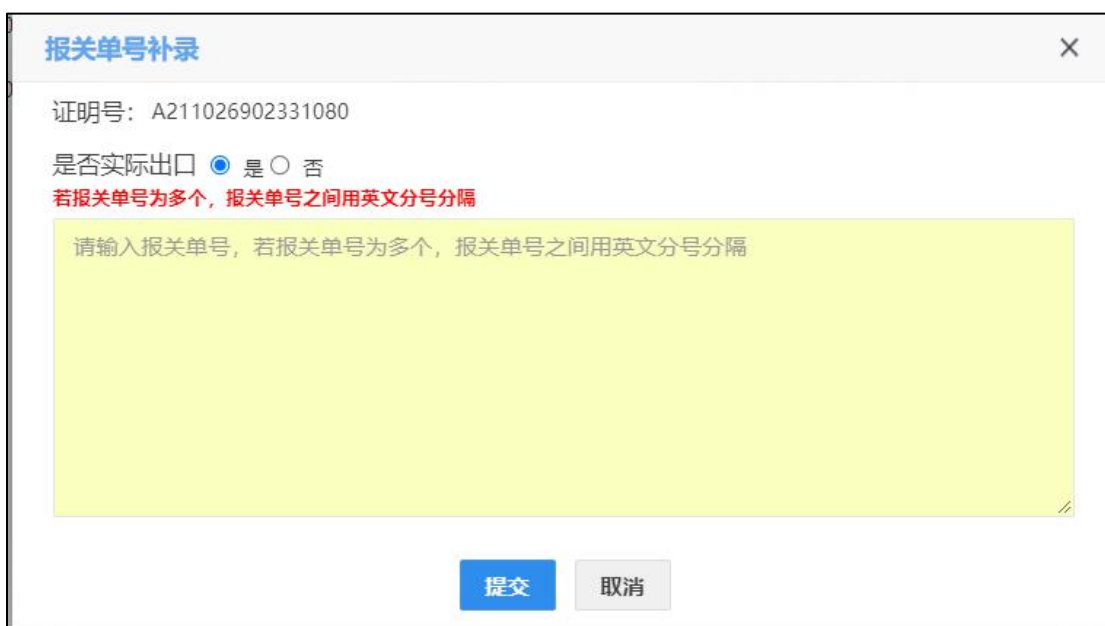 报关单号补录
证明号： A211026902331080
是否实际出口 是 否
若报关单号为多个，报关单号之间用英文分号分隔
请输入报关单号，若报关单号为多个，报关单号之间用英文分号分隔
提交 取消